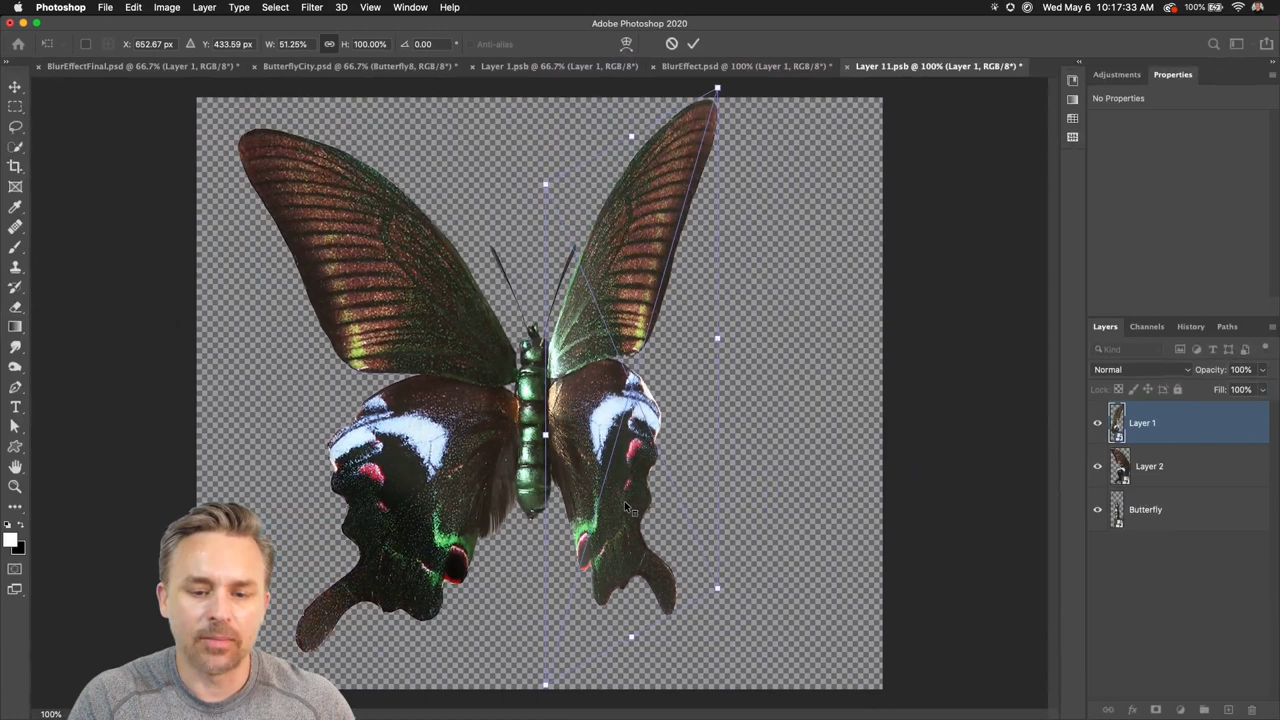 Photoshop File Edit Image Layer Type Select Filter 3D View Window Help 100% Wed May 6 10:17:33 AM
Adobe Photoshop 2020
X: 652.67 px Y: 433.59 px W: 51.25% H: 100.00% 0.00 ° Anti-alias
BlurEffectFinal.psd @ 66.7% (Layer 1, RGB/8*) * ButterflyCity.psd @ 66.7% (Butterfly8, RGB/8*) * Layer 1.psb @ 66.7% (Layer 1, RGB/8*) BlurEffect.psd @ 100% (Layer 1, RGB/8*) * Layer 11.psb @ 100% (Layer 1, RGB/8*) *
Adjustments Properties
No Properties
Layers Channels History Paths
Kind
Normal Opacity: 100%
Lock: Fill: 100%
Layer 1
Layer 2
Butterfly
100%